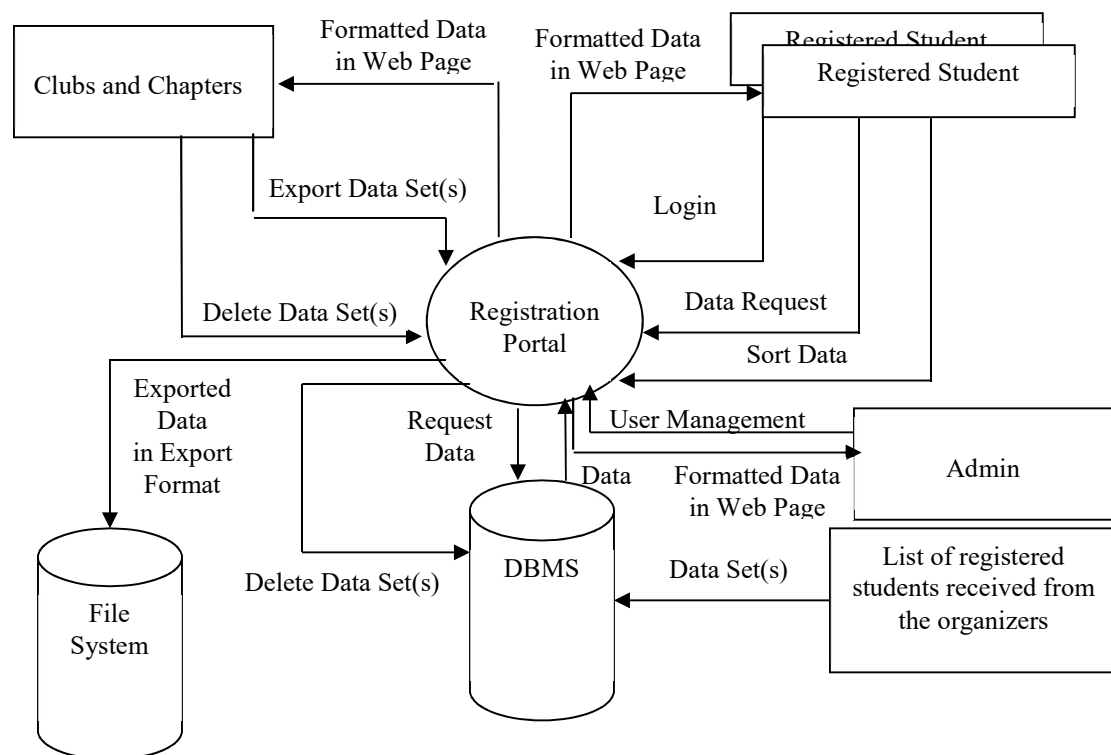 Formatted Data
in Web Page
Formatted Data
in Web Page
Registered Student
Registered Student
Clubs and Chapters
Export Data Set(s)
Login
Delete Data Set(s)
Registration
Portal
Data Request
Sort Data
Exported
Data
in Export
Format
Request
Data
User Management
Data
Formatted Data
in Web Page
Admin
Delete Data Set(s)
DBMS
Data Set(s)
List of registered
students received from
the organizers
File
System